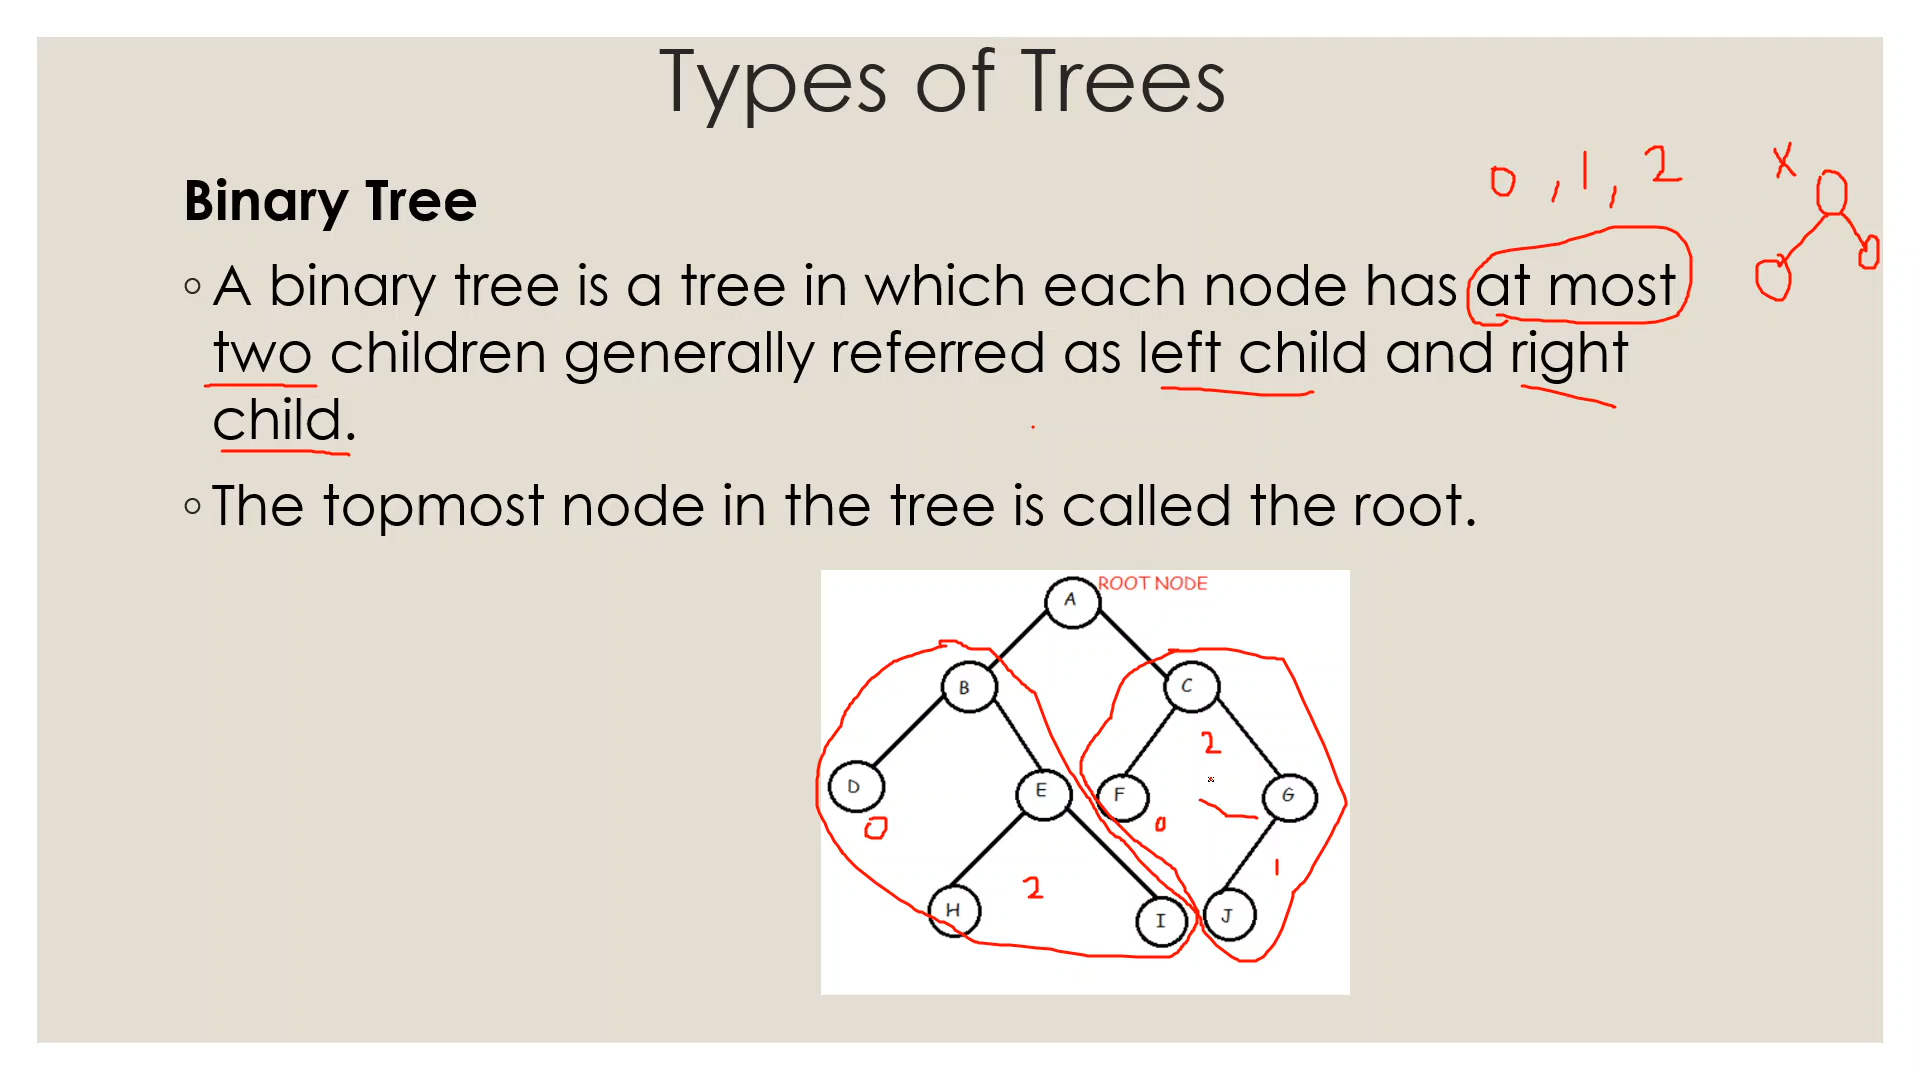 Types of Trees
0 , 1 , 2 x
Binary Tree
◦ A binary tree is a tree in which each node has at most
two children generally referred as left child and right
child.
◦ The topmost node in the tree is called the root.
A ROOT NODE
B C
2
D E F G
0 0
1
2
H I J